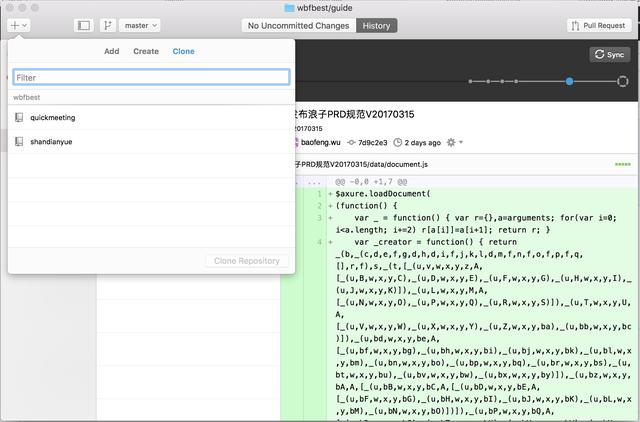 wbfbest/guide
master
No Uncommitted Changes
History
Pull Request
Add
Create
Clone
Sync
Filter
wbfbest
quickmeeting
shandianyue
Clone Repository
布浪子PRD规范V20170315
20170315
baofeng.wu
7d9c2e3
2 days ago
子PRD规范V20170315/data/document.js
... @@ -0,0 +1,7 @@
1 + $axure.loadDocument(
2 + (function() {
3 + var _ = function() { var r={},a=arguments; for(var i=0;
i<a.length; i+=2) r[a[i]]=a[i+1]; return r; }
4 + var _creator = function() { return
_(b,_(c,d,e,f,g,d,h,d,i,f,j,k,l,d,m,f,n,f,o,f,p,f,q,
[],r,f),s,_(t,[_(u,v,w,x,y,z,A,
[_(u,B,w,x,y,C),_(u,D,w,x,y,E),_(u,F,w,x,y,G),_(u,H,w,x,y,I),_
(u,J,w,x,y,K)]),_(u,L,w,x,y,M,A,
[_(u,N,w,x,y,O),_(u,P,w,x,y,Q),_(u,R,w,x,y,S)]),_(u,T,w,x,y,U,
A,
[_(u,V,w,x,y,W),_(u,X,w,x,y,Y),_(u,Z,w,x,y,ba),_(u,bb,w,x,y,bc
)]),_(u,bd,w,x,y,be,A,
[_(u,bf,w,x,y,bg),_(u,bh,w,x,y,bi),_(u,bj,w,x,y,bk),_(u,bl,w,x
,y,bm),_(u,bn,w,x,y,bo),_(u,bp,w,x,y,bq),_(u,br,w,x,y,bs),_(u,
bt,w,x,y,bu),_(u,bv,w,x,y,bw),_(u,bx,w,x,y,by)]),_(u,bz,w,x,y,
bA,A,[_(u,bB,w,x,y,bC,A,[_(u,bD,w,x,y,bE,A,
[_(u,bF,w,x,y,bG),_(u,bH,w,x,y,bI),_(u,bJ,w,x,y,bK),_(u,bL,w,x
,y,bM),_(u,bN,w,x,y,bO)])]),_(u,bP,w,x,y,bQ,A,